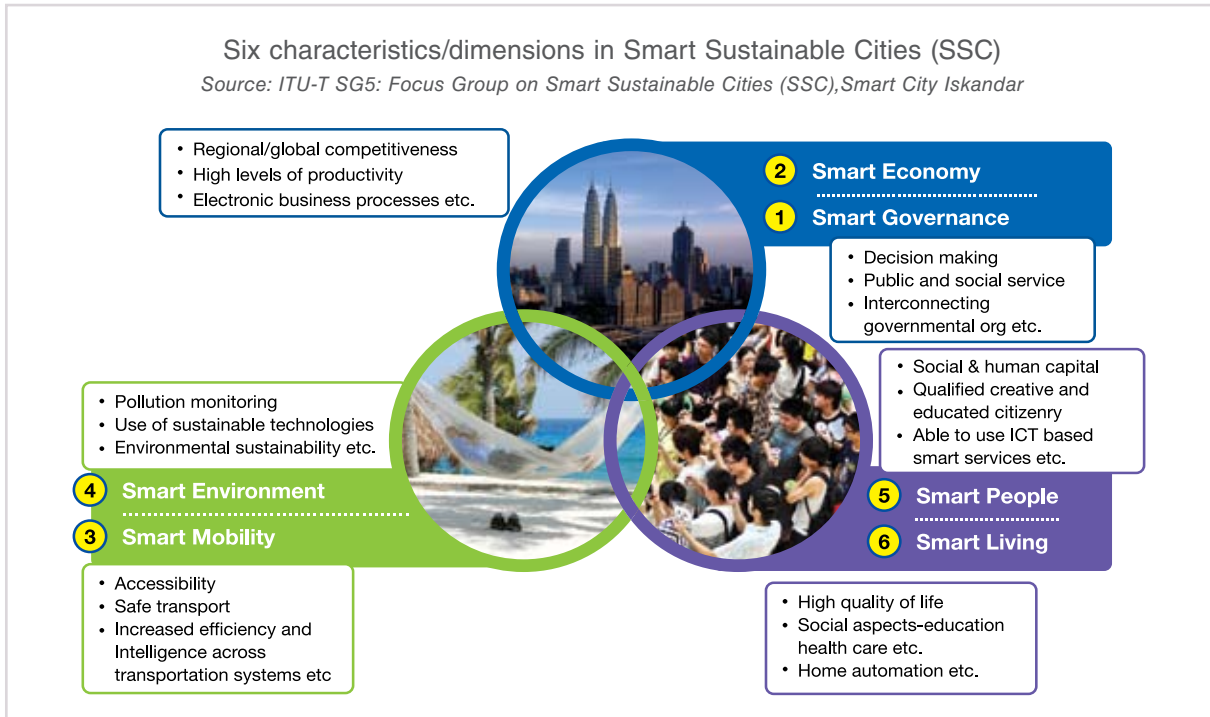 Six characteristics/dimensions in Smart Sustainable Cities (SSC)
Source: ITU-T SG5: Focus Group on Smart Sustainable Cities (SSC),Smart City Iskandar
• Regional/global competitiveness
• High levels of productivity
• Electronic business processes etc.
2 Smart Economy
1 Smart Governance
• Decision making
• Public and social service
• Interconnecting
governmental org etc.
• Social & human capital
• Qualified creative and
educated citizenry
• Able to use ICT based
smart services etc.
• Pollution monitoring
• Use of sustainable technologies
• Environmental sustainability etc.
4 Smart Environment
3 Smart Mobility
• Accessibility
• Safe transport
• Increased efficiency and
Intelligence across
transportation systems etc
5 Smart People
6 Smart Living
• High quality of life
• Social aspects-education
health care etc.
• Home automation etc.